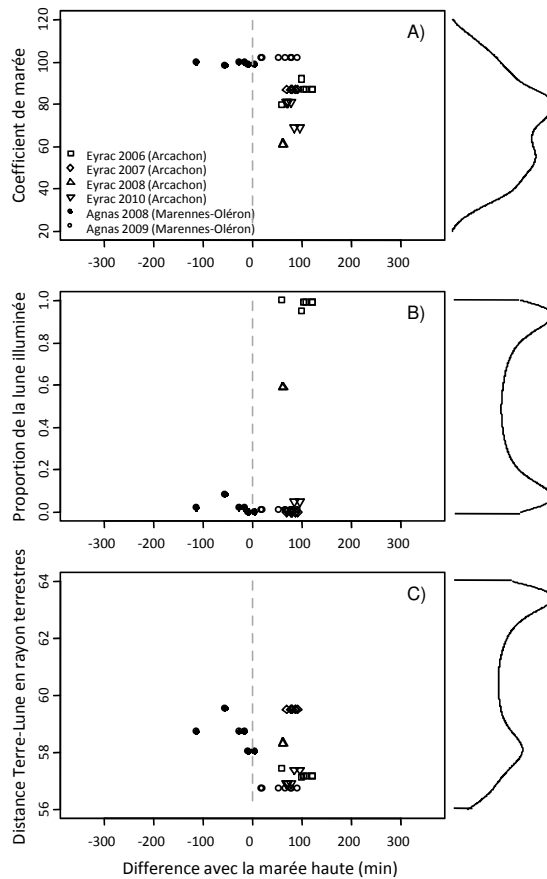 A)
Coefficient de marée
120
100
80
60
40
20
Eyrac 2006 (Arcachon)
Eyrac 2007 (Arcachon)
Eyrac 2008 (Arcachon)
Eyrac 2010 (Arcachon)
Agnas 2008 (Marennes-Oléron)
Agnas 2009 (Marennes-Oléron)
-300 -200 -100 0 100 200 300
B)
Proportion de la lune illuminée
1.0
0.8
0.6
0.4
0.2
0.0
-300 -200 -100 0 100 200 300
C)
Distance Terre-Lune en rayon terrestres
64
62
60
58
56
-300 -200 -100 0 100 200 300
Difference avec la marée haute (min)